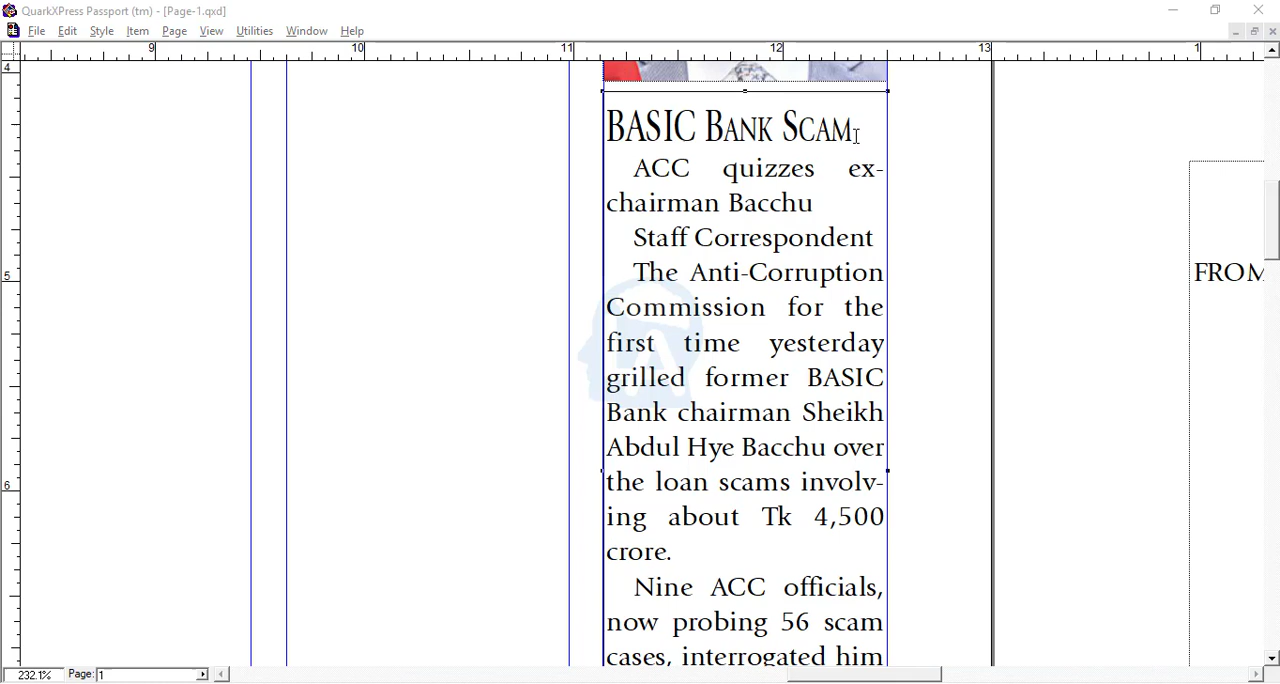 QuarkXPress Passport (tm) - [Page-1.qxd]
File Edit Style Item Page View Utilities Window Help
9 10 11 12 13 1
4
5
6
BASIC BANK SCAM
ACC quizzes ex-
chairman Bacchu
Staff Correspondent
The Anti-Corruption
Commission for the
first time yesterday
grilled former BASIC
Bank chairman Sheikh
Abdul Hye Bacchu over
the loan scams involv-
ing about Tk 4,500
crore.
Nine ACC officials,
now probing 56 scam
cases, interrogated him
FROM
232.1% Page: 1